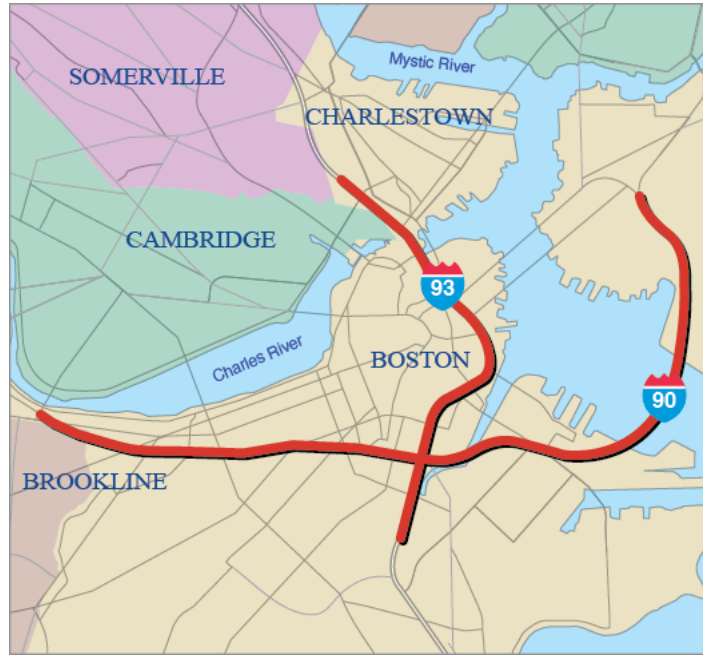 Mystic River
SOMERVILLE
CHARLESTOWN
CAMBRIDGE
93
Charles River
BOSTON
90
BROOKLINE